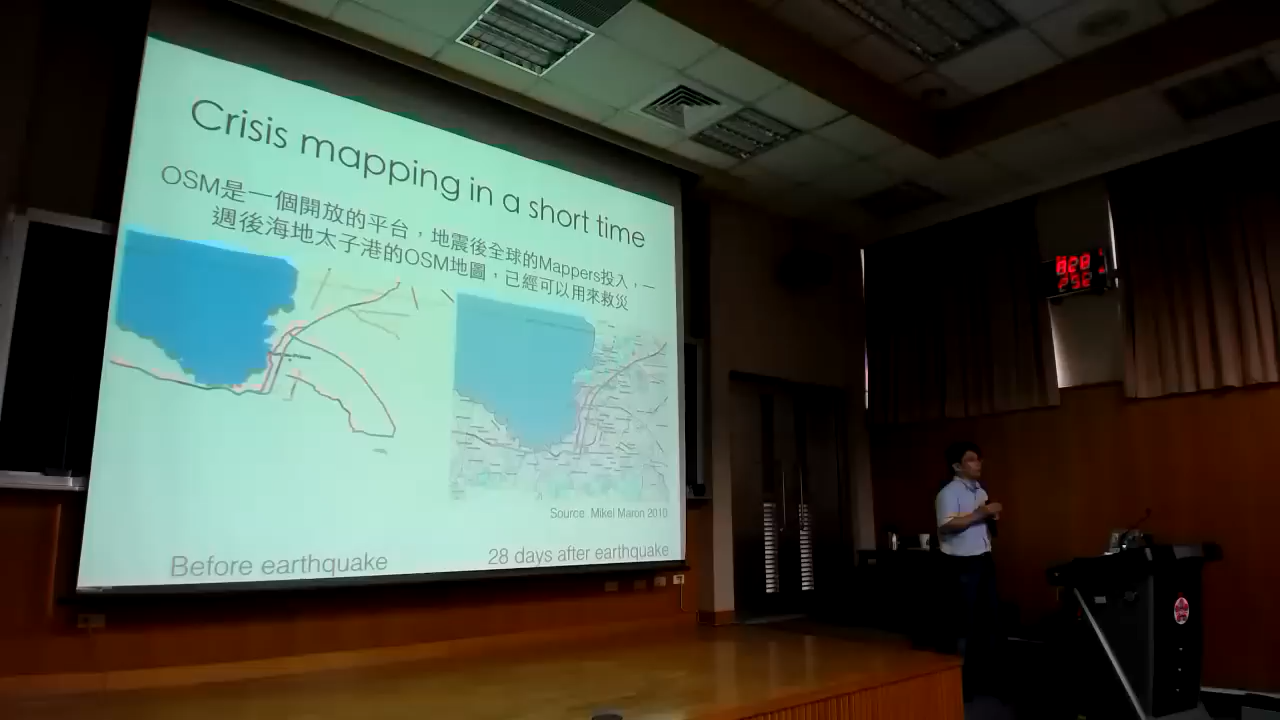 Crisis mapping in a short time
OSM是一個開放的平台，地震後全球的Mappers投入，一
週後海地太子港的OSM地圖，已經可以用來救災
Source: Mikel Maron 2010
Before earthquake
28 days after earthquake